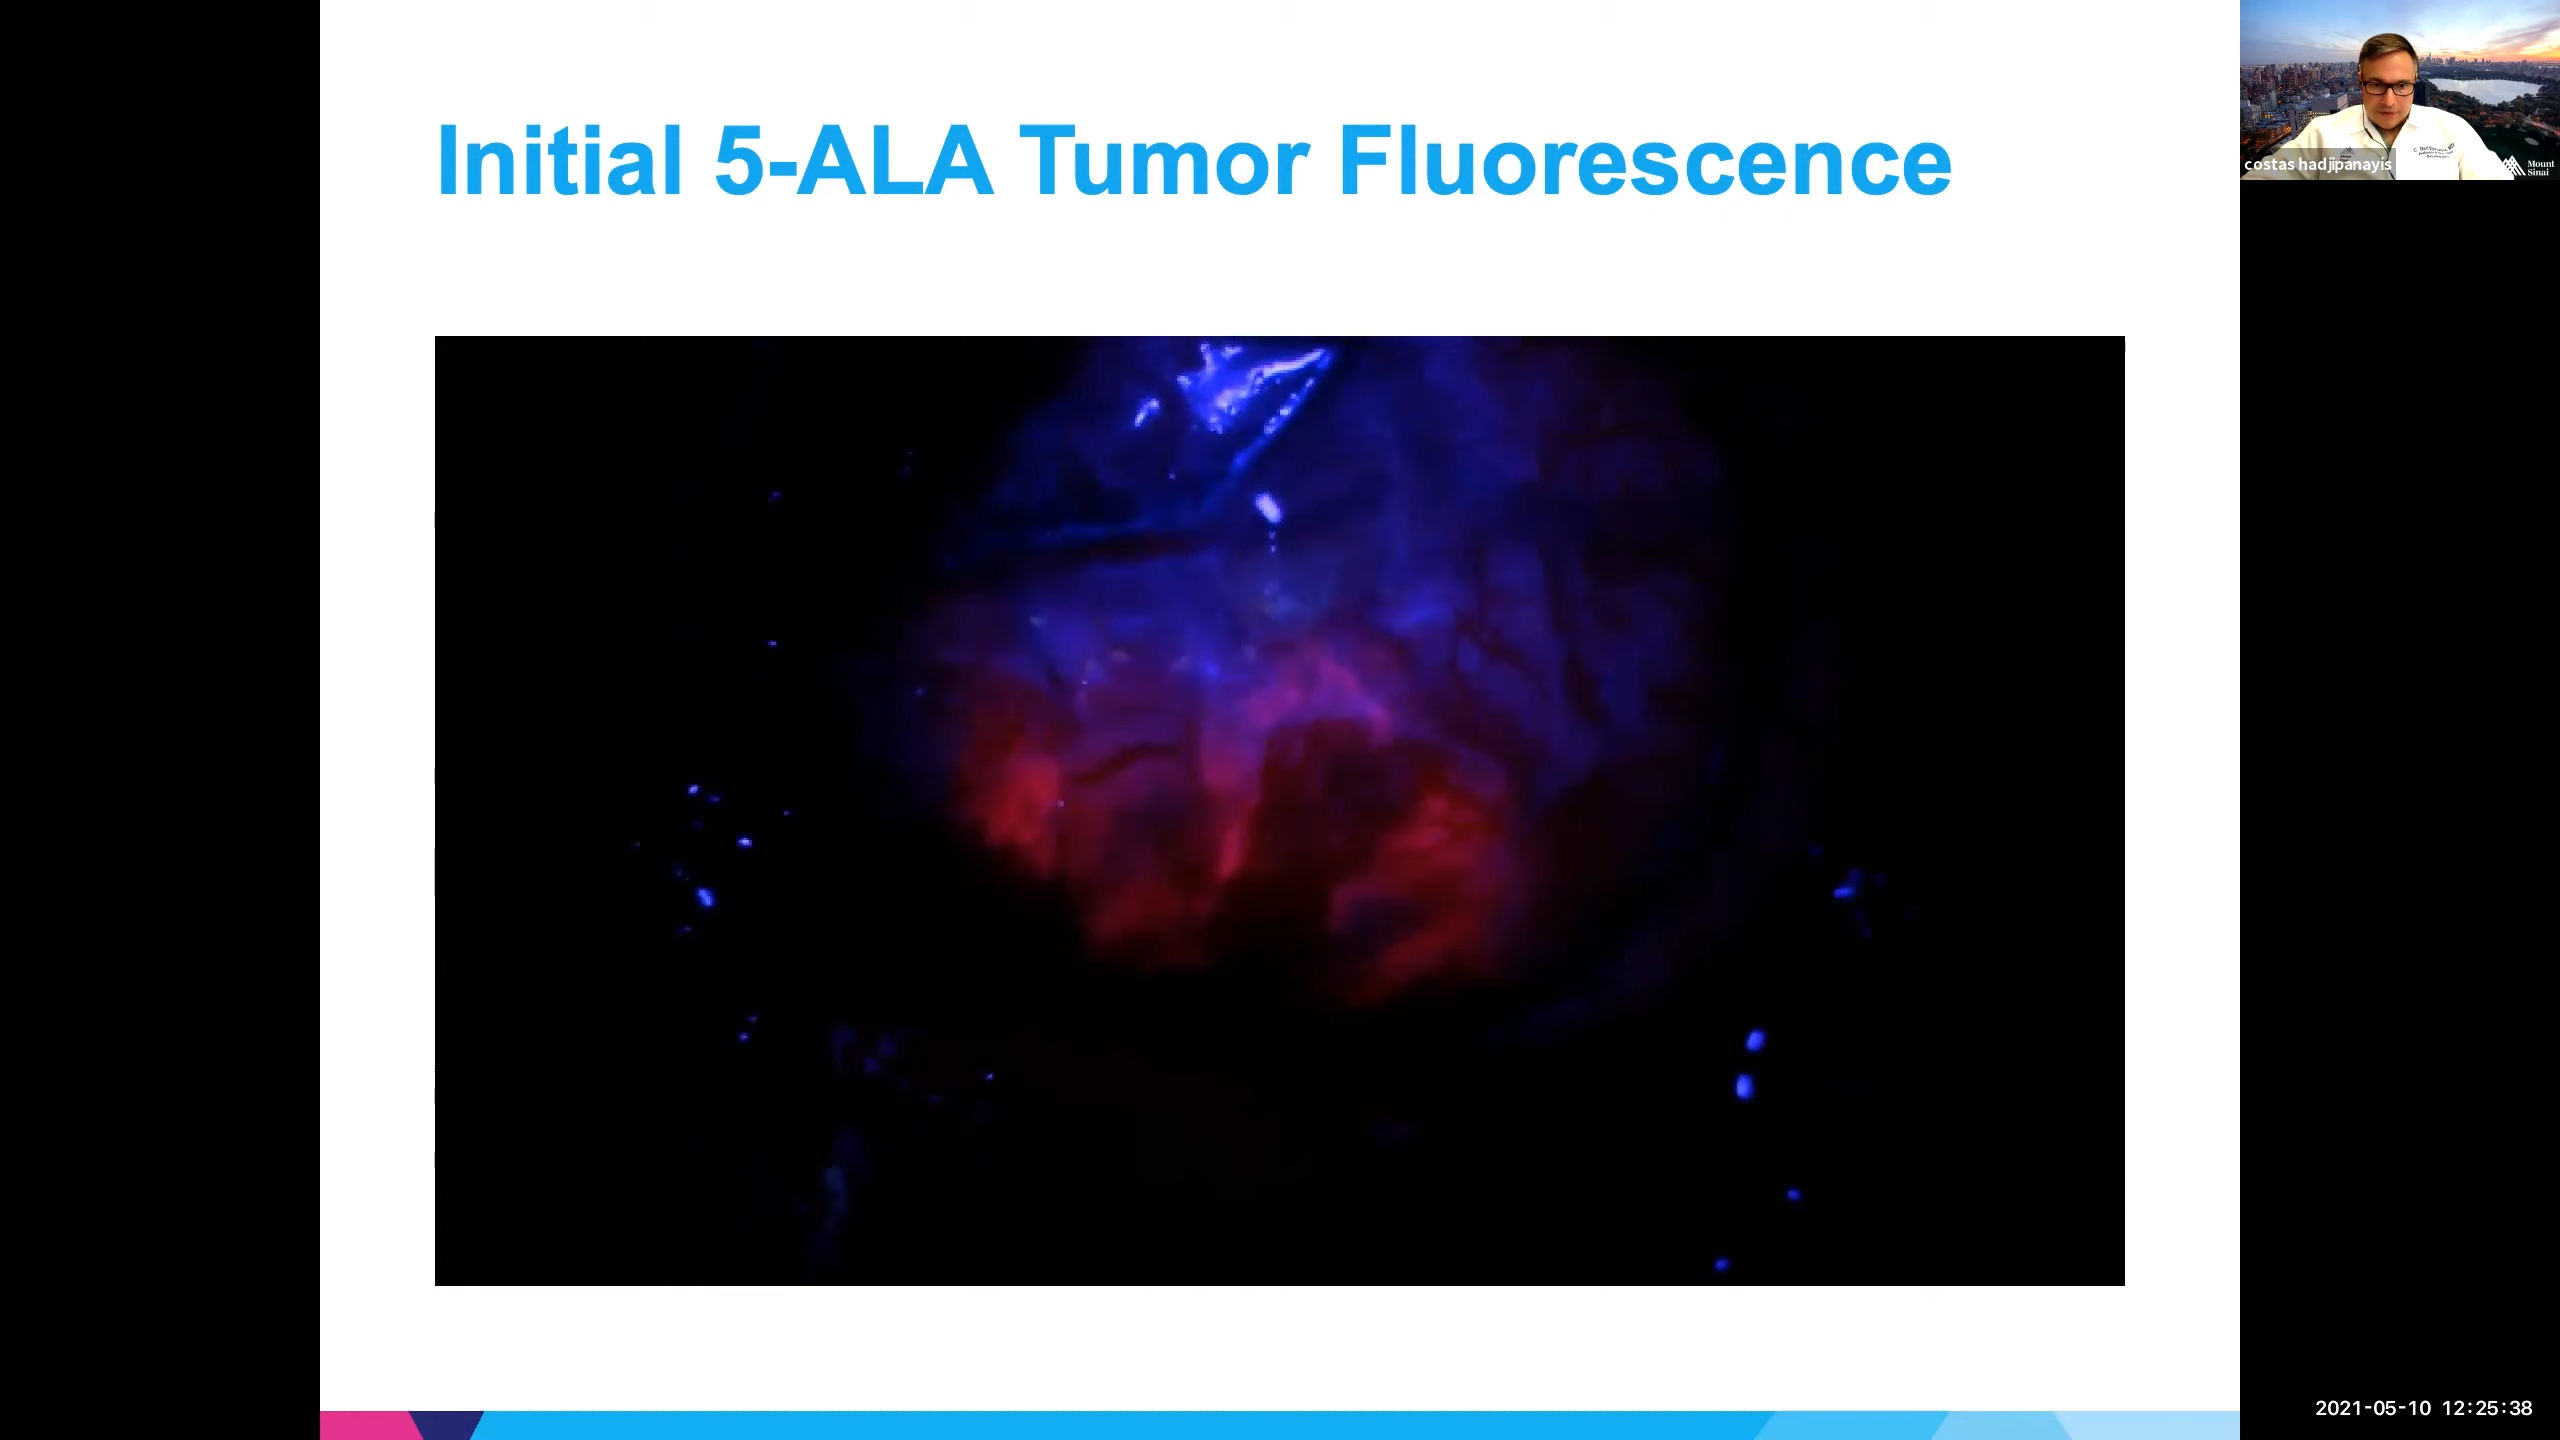 Initial 5-ALA Tumor Fluorescence
costas hadjipanayis
Mount
Sinai
2021-05-10 12:25:38